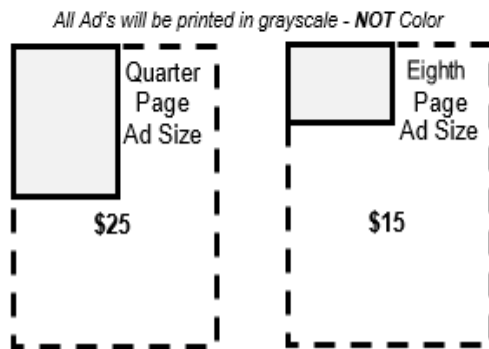 All Ad's will be printed in grayscale - NOT Color
Quarter
Page
Ad Size
$25
Eighth
Page
Ad Size
$15